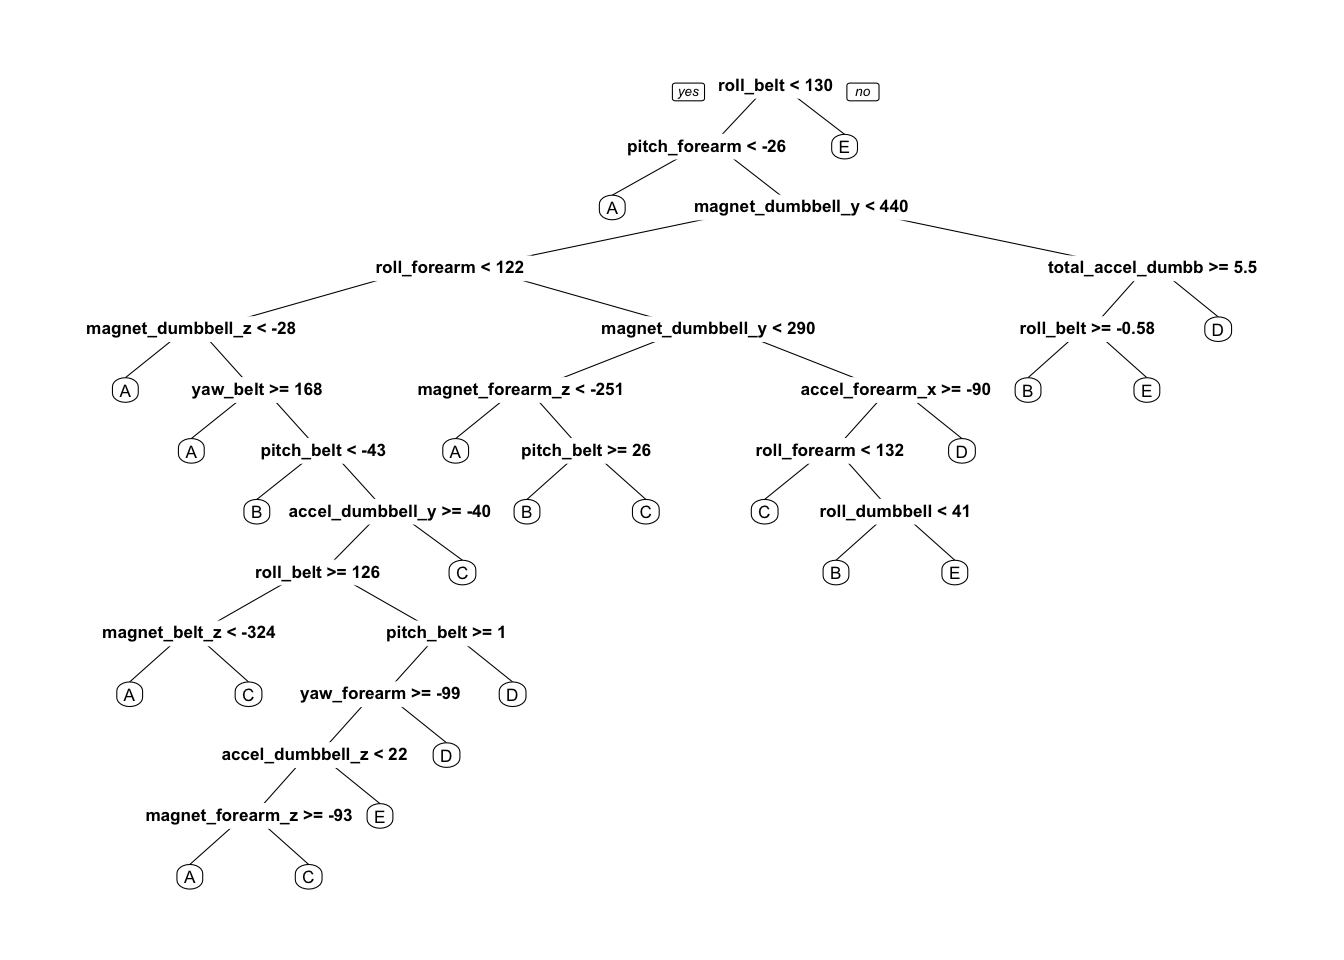 yes roll_belt < 130 no
pitch_forearm < -26 E
A magnet_dumbbell_y < 440
roll_forearm < 122 total_accel_dumbb >= 5.5
magnet_dumbbell_z < -28 magnet_dumbbell_y < 290 roll_belt >= -0.58 D
A yaw_belt >= 168 magnet_forearm_z < -251 accel_forearm_x >= -90 B E
A pitch_belt < -43 A pitch_belt >= 26 roll_forearm < 132 D
B accel_dumbbell_y >= -40 B C C roll_dumbbell < 41
roll_belt >= 126 C B E
magnet_belt_z < -324 pitch_belt >= 1
A C yaw_forearm >= -99 D
accel_dumbbell_z < 22 D
magnet_forearm_z >= -93 E
A C